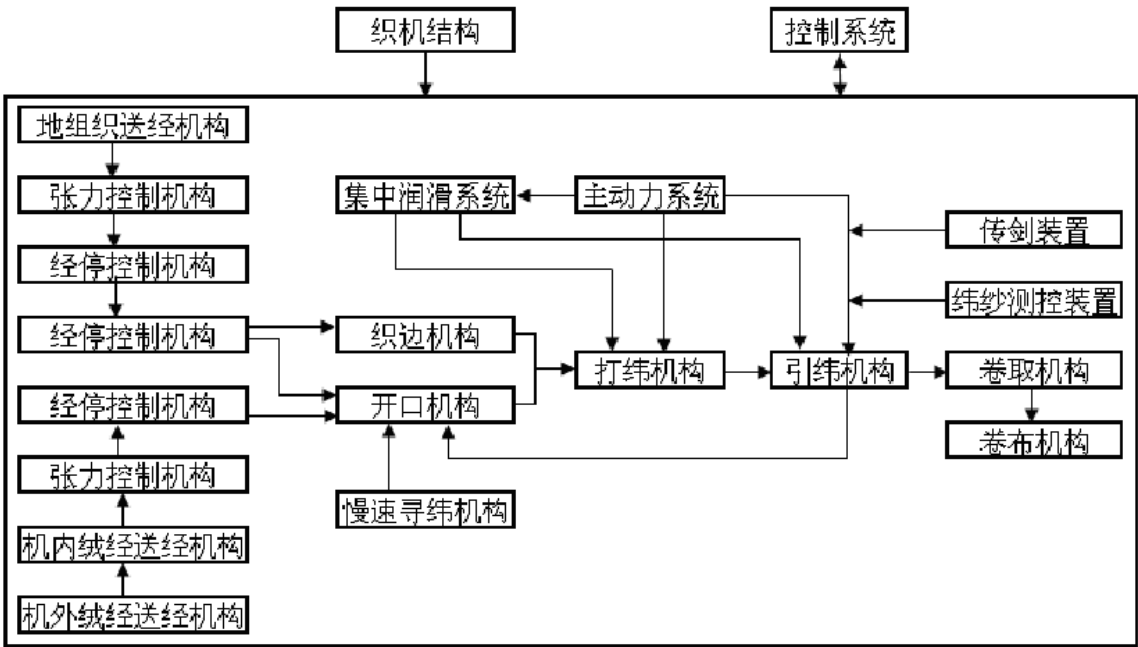 织机结构
控制系统
地组织送经机构
张力控制机构
集中润滑系统
主动力系统
传剑装置
经停控制机构
纬纱测控装置
经停控制机构
织边机构
打纬机构
引纬机构
卷取机构
经停控制机构
开口机构
卷布机构
张力控制机构
慢速寻纬机构
机内绒经送经机构
机外绒经送经机构